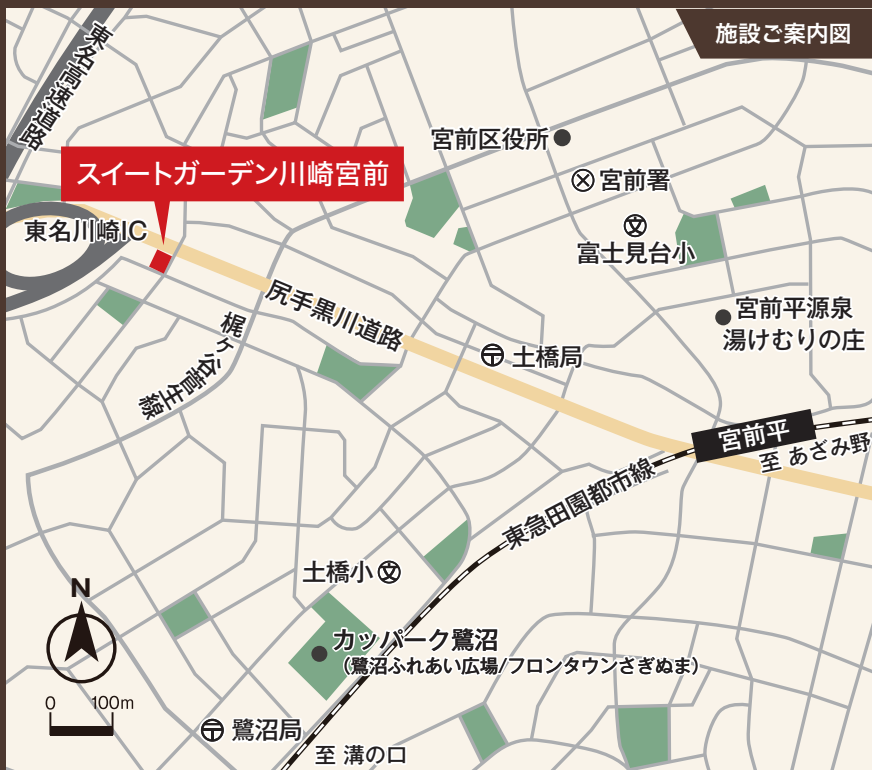 施設ご案内図
東名高速道路
宮前区役所
スイートガーデン川崎宮前
宮前署
東名川崎IC
文
富士見台小
尻手黒川道路
宮前平源泉
湯けむりの庄
梶ヶ谷菅生線
〒 土橋局
宮前平
至 あざみ野
東急田園都市線
土橋小 文
N
カッパーク鷺沼
(鷺沼ふれあい広場/フロンタウンさぎぬま)
0 100m
〒 鷺沼局
至 溝の口